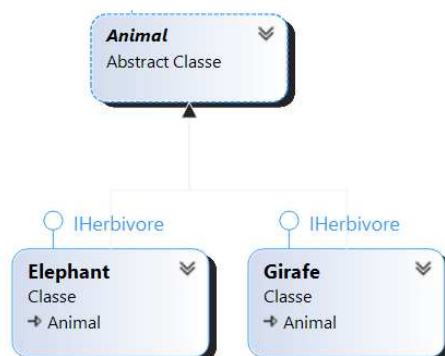 Animal
Abstract Classe
IHerbivore
IHerbivore
Elephant
Classe
Animal
Girafe
Classe
Animal